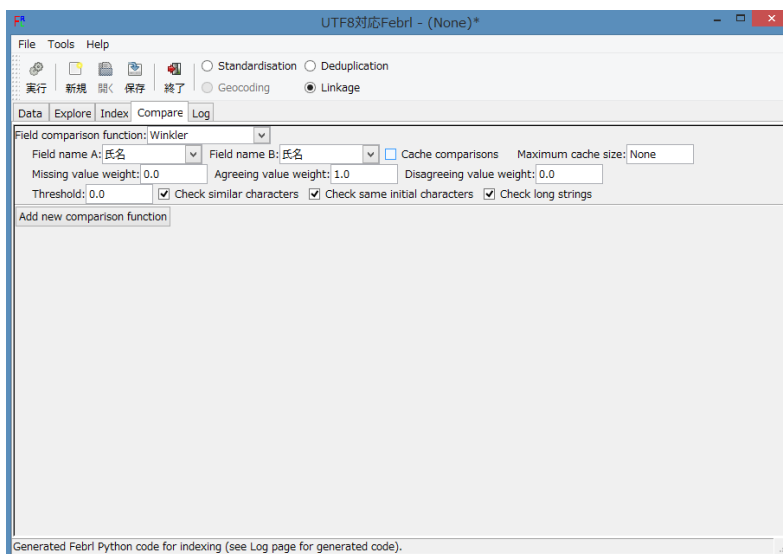 UTF8対応Febrl - (None)*
File Tools Help
Standardisation Deduplication
実行 新規 開く 保存 終了 Geocoding Linkage
Data Explore Index Compare Log
Field comparison function: Winkler
Field name A: 氏名 Field name B: 氏名 Cache comparisons Maximum cache size: None
Missing value weight: 0.0 Agreeing value weight: 1.0 Disagreeing value weight: 0.0
Threshold: 0.0 Check similar characters Check same initial characters Check long strings
Add new comparison function
Generated Febrl Python code for indexing (see Log page for generated code).